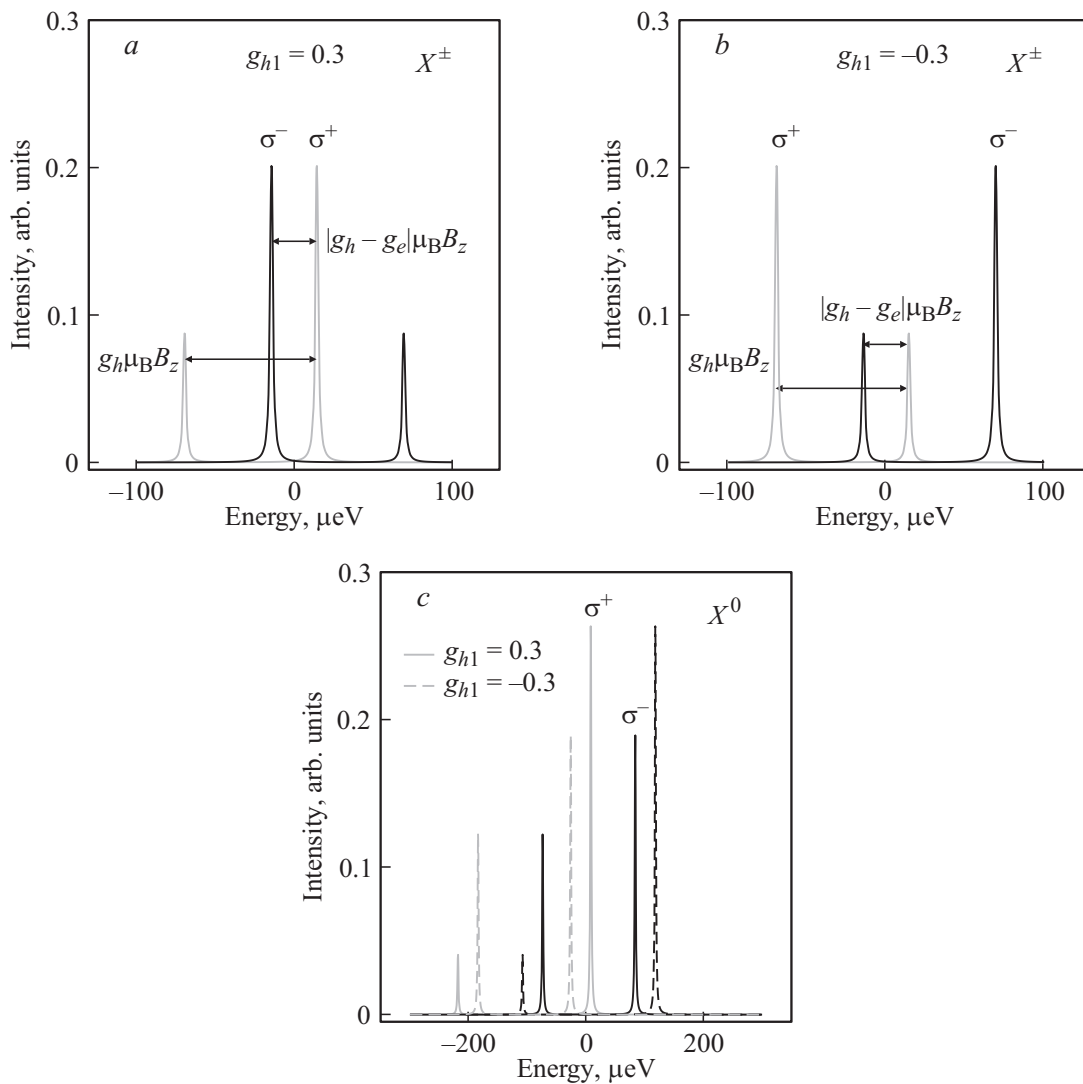 a
g_h1 = 0.3
X^±
σ^–
σ^+
|g_h – g_e|μ_B B_z
g_h μ_B B_z
0.3
0.2
0.1
0
Intensity, arb. units
–100
0
100
Energy, μeV
b
g_h1 = –0.3
X^±
σ^+
σ^–
|g_h – g_e|μ_B B_z
g_h μ_B B_z
0.3
0.2
0.1
0
Intensity, arb. units
–100
0
100
Energy, μeV
c
σ^+
X^0
g_h1 = 0.3
g_h1 = –0.3
σ^–
0.3
0.2
0.1
0
Intensity, arb. units
–200
0
200
Energy, μeV